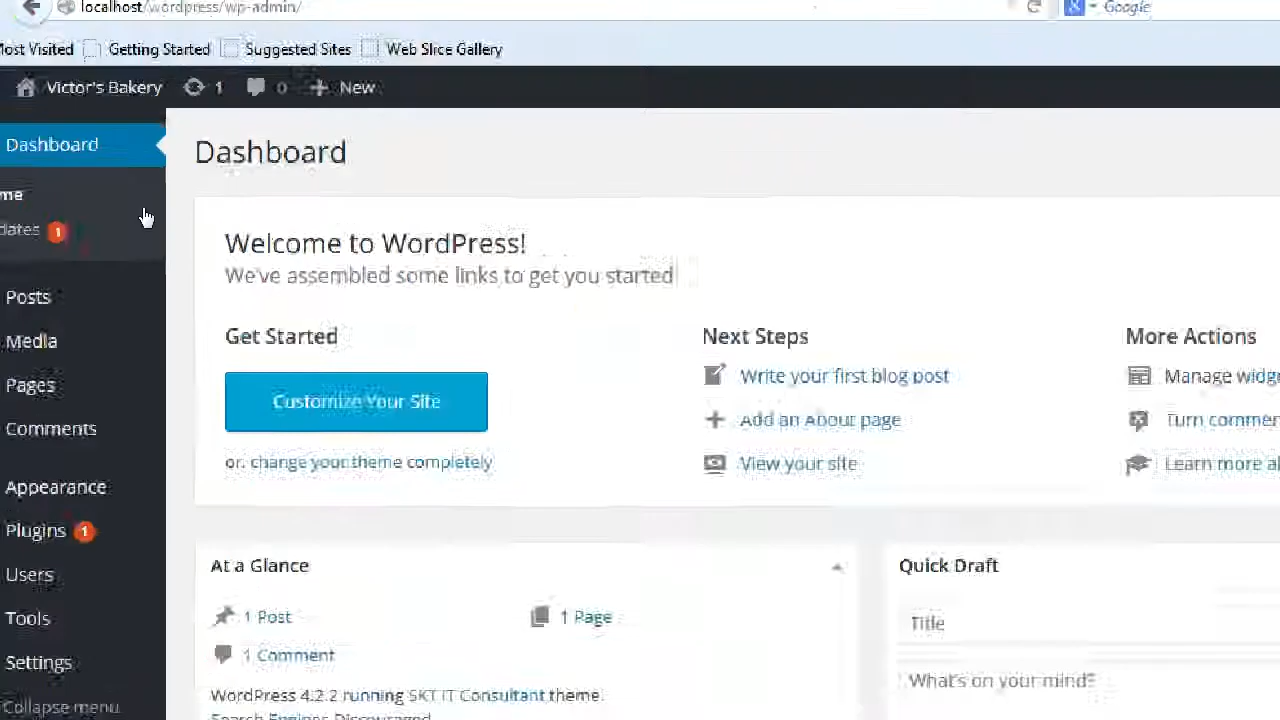 localhost/wordpress/wp-admin/
Google
Most Visited Getting Started Suggested Sites Web Slice Gallery
Victor's Bakery 1 0 New
Dashboard
me
dates 1
Posts
Media
Pages
Comments
Appearance
Plugins 1
Users
Tools
Settings
Collapse menu
Dashboard
Welcome to WordPress!
We've assembled some links to get you started
Get Started
Customize Your Site
or, change your theme completely
Next Steps
Write your first blog post
Add an About page
View your site
More Actions
Manage widg
Turn commen
Learn more a
At a Glance
1 Post
1 Page
1 Comment
WordPress 4.2.2 running SKT IT Consultant theme.
Search Engines Discouraged
Quick Draft
Title
What's on your mind?